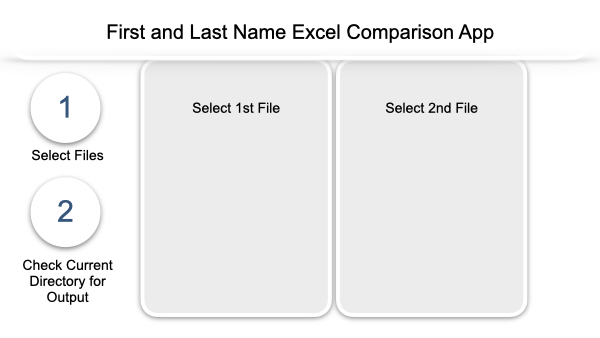 First and Last Name Excel Comparison App
1
Select Files
2
Check Current
Directory for
Output
Select 1st File
Select 2nd File